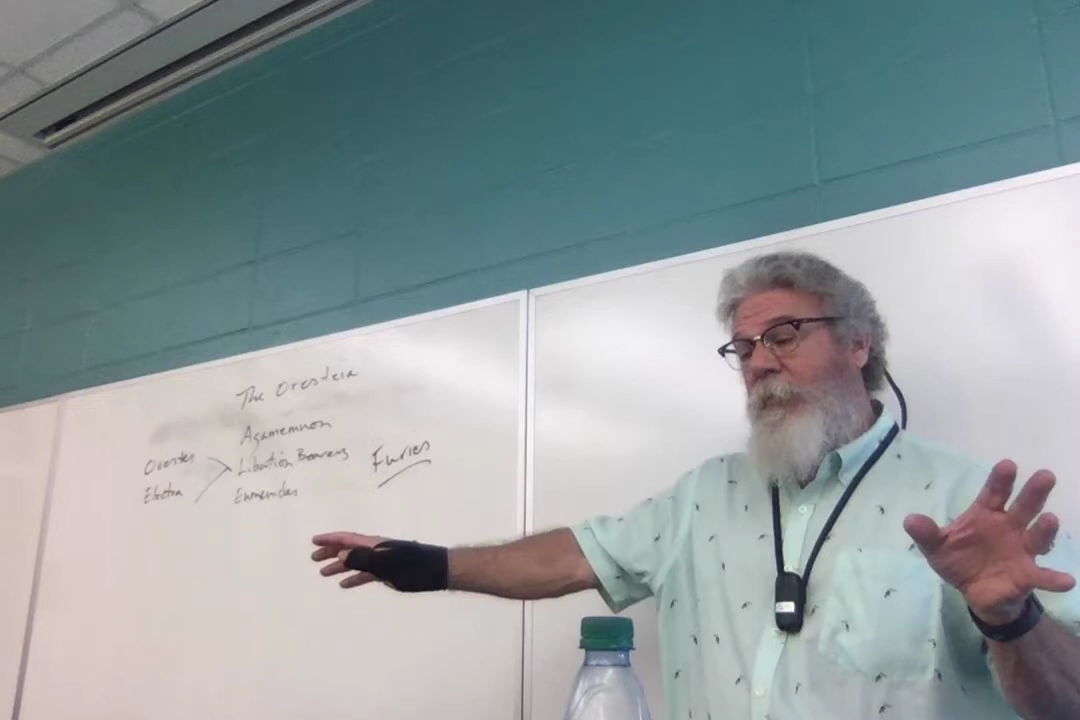 The Oresteia
Agamemnon
Orestes
Libation Bearers
Furies
Electra
Eumenides